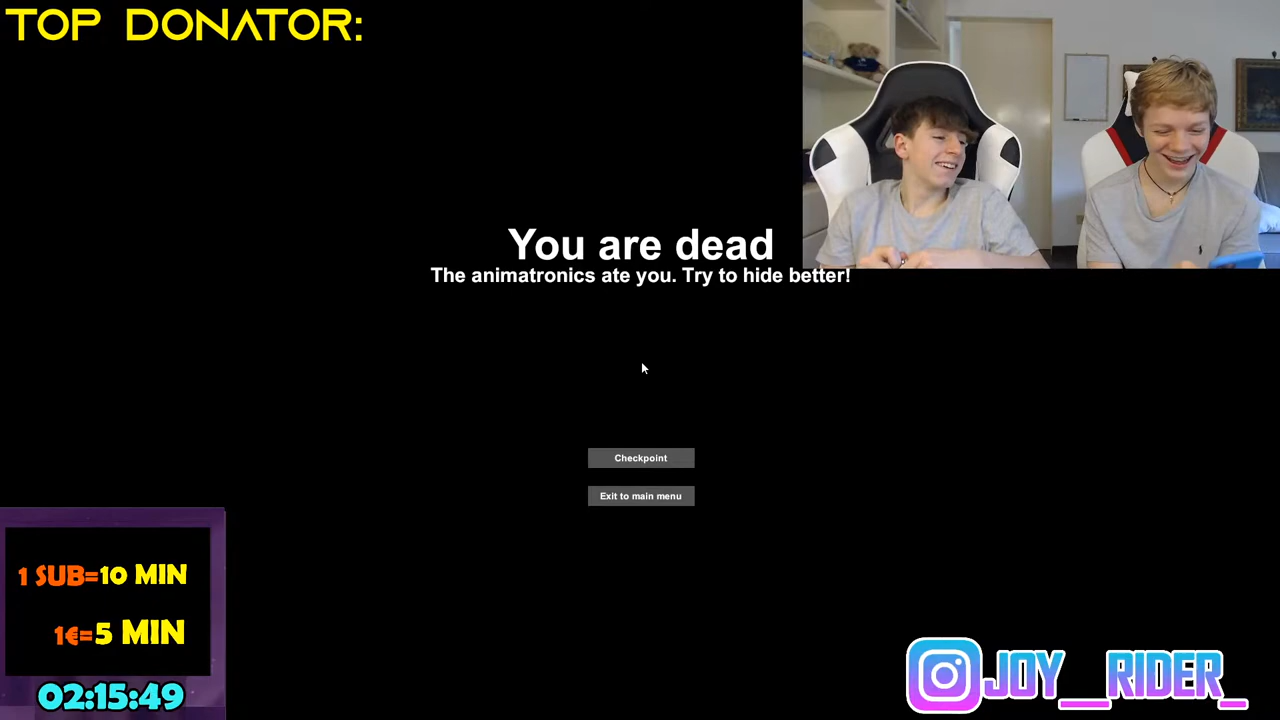 TOP DONATOR:
You are dead
The animatronics ate you. Try to hide better!
Checkpoint
Exit to main menu
1 SUB=10 MIN
1€=5 MIN
02:15:49
JOY__RIDER_